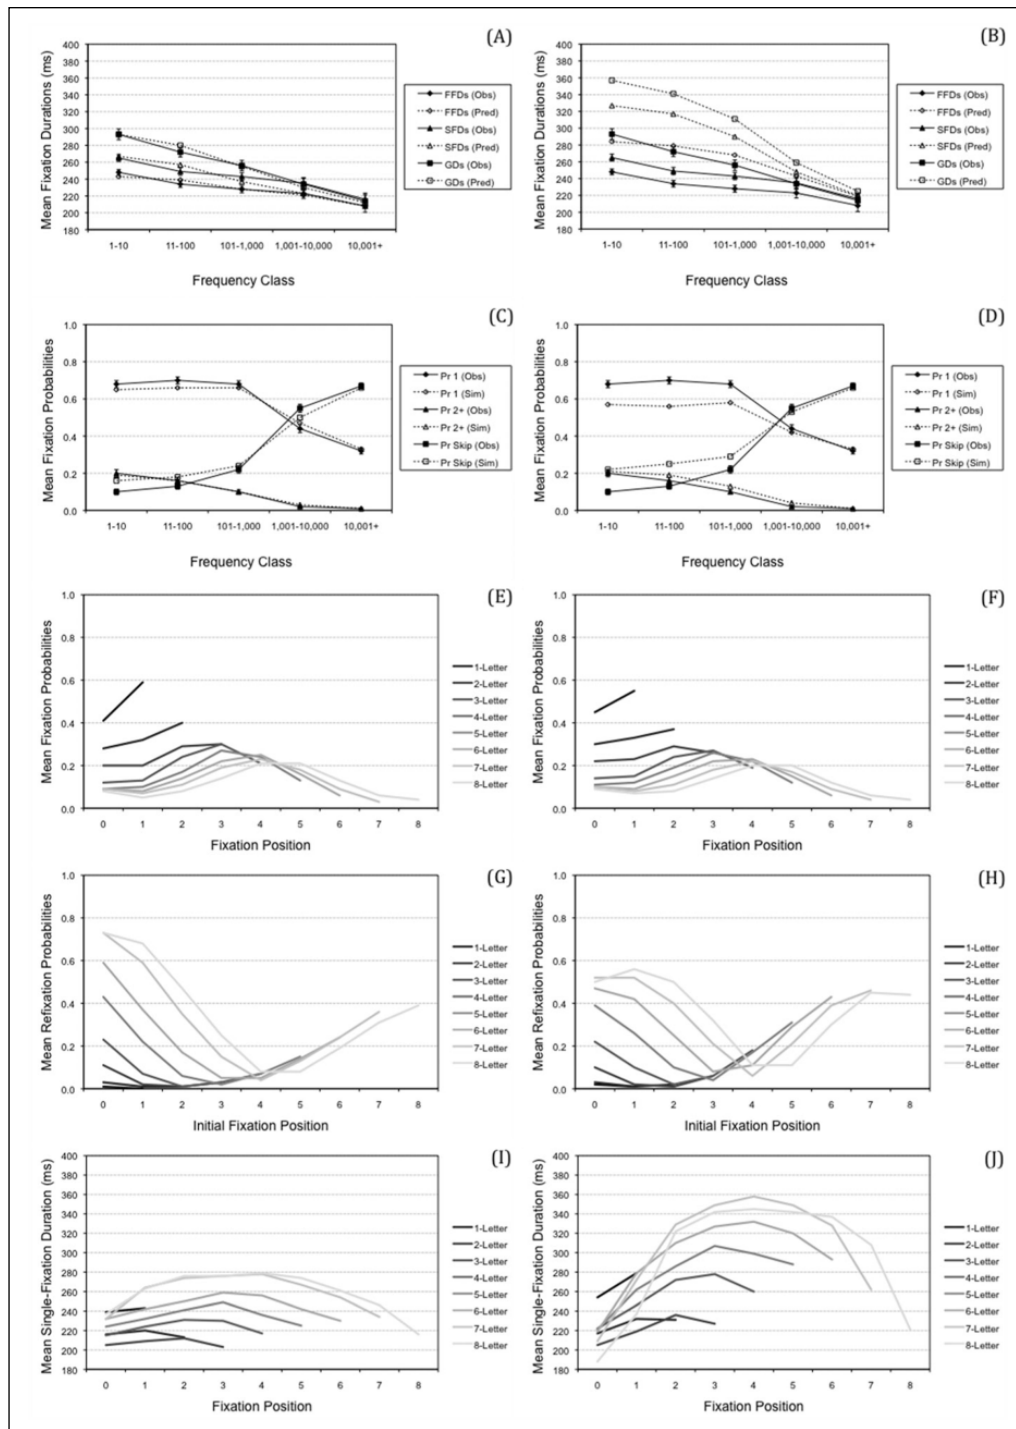 (A)
Mean Fixation Durations (ms)
400
380
360
340
320
300
280
260
240
220
200
180
1-10 11-100 101-1,000 1,001-10,000 10,001+
Frequency Class
FFDs (Obs)
FFDs (Pred)
SFDs (Obs)
SFDs (Pred)
GDs (Obs)
GDs (Pred)
(B)
Mean Fixation Durations (ms)
400
380
360
340
320
300
280
260
240
220
200
180
1-10 11-100 101-1,000 1,001-10,000 10,001+
Frequency Class
FFDs (Obs)
FFDs (Pred)
SFDs (Obs)
SFDs (Pred)
GDs (Obs)
GDs (Pred)
(C)
Mean Fixation Probabilities
1.0
0.8
0.6
0.4
0.2
0.0
1-10 11-100 101-1,000 1,001-10,000 10,001+
Frequency Class
Pr 1 (Obs)
Pr 1 (Sim)
Pr 2+ (Obs)
Pr 2+ (Sim)
Pr Skip (Obs)
Pr Skip (Sim)
(D)
Mean Fixation Probabilities
1.0
0.8
0.6
0.4
0.2
0.0
1-10 11-100 101-1,000 1,001-10,000 10,001+
Frequency Class
Pr 1 (Obs)
Pr 1 (Sim)
Pr 2+ (Obs)
Pr 2+ (Sim)
Pr Skip (Obs)
Pr Skip (Sim)
(E)
Mean Fixation Probabilities
1.0
0.8
0.6
0.4
0.2
0.0
0 1 2 3 4 5 6 7 8
Fixation Position
1-Letter
2-Letter
3-Letter
4-Letter
5-Letter
6-Letter
7-Letter
8-Letter
(F)
Mean Fixation Probabilities
1.0
0.8
0.6
0.4
0.2
0.0
0 1 2 3 4 5 6 7 8
Fixation Position
1-Letter
2-Letter
3-Letter
4-Letter
5-Letter
6-Letter
7-Letter
8-Letter
(G)
Mean Refixation Probabilities
1.0
0.8
0.6
0.4
0.2
0.0
0 1 2 3 4 5 6 7 8
Initial Fixation Position
1-Letter
2-Letter
3-Letter
4-Letter
5-Letter
6-Letter
7-Letter
8-Letter
(H)
Mean Refixation Probabilities
1.0
0.8
0.6
0.4
0.2
0.0
0 1 2 3 4 5 6 7 8
Initial Fixation Position
1-Letter
2-Letter
3-Letter
4-Letter
5-Letter
6-Letter
7-Letter
8-Letter
(I)
Mean Single-Fixation Duration (ms)
400
380
360
340
320
300
280
260
240
220
200
180
0 1 2 3 4 5 6 7 8
Fixation Position
1-Letter
2-Letter
3-Letter
4-Letter
5-Letter
6-Letter
7-Letter
8-Letter
(J)
Mean Single-Fixation Duration (ms)
400
380
360
340
320
300
280
260
240
220
200
180
0 1 2 3 4 5 6 7 8
Fixation Position
1-Letter
2-Letter
3-Letter
4-Letter
5-Letter
6-Letter
7-Letter
8-Letter